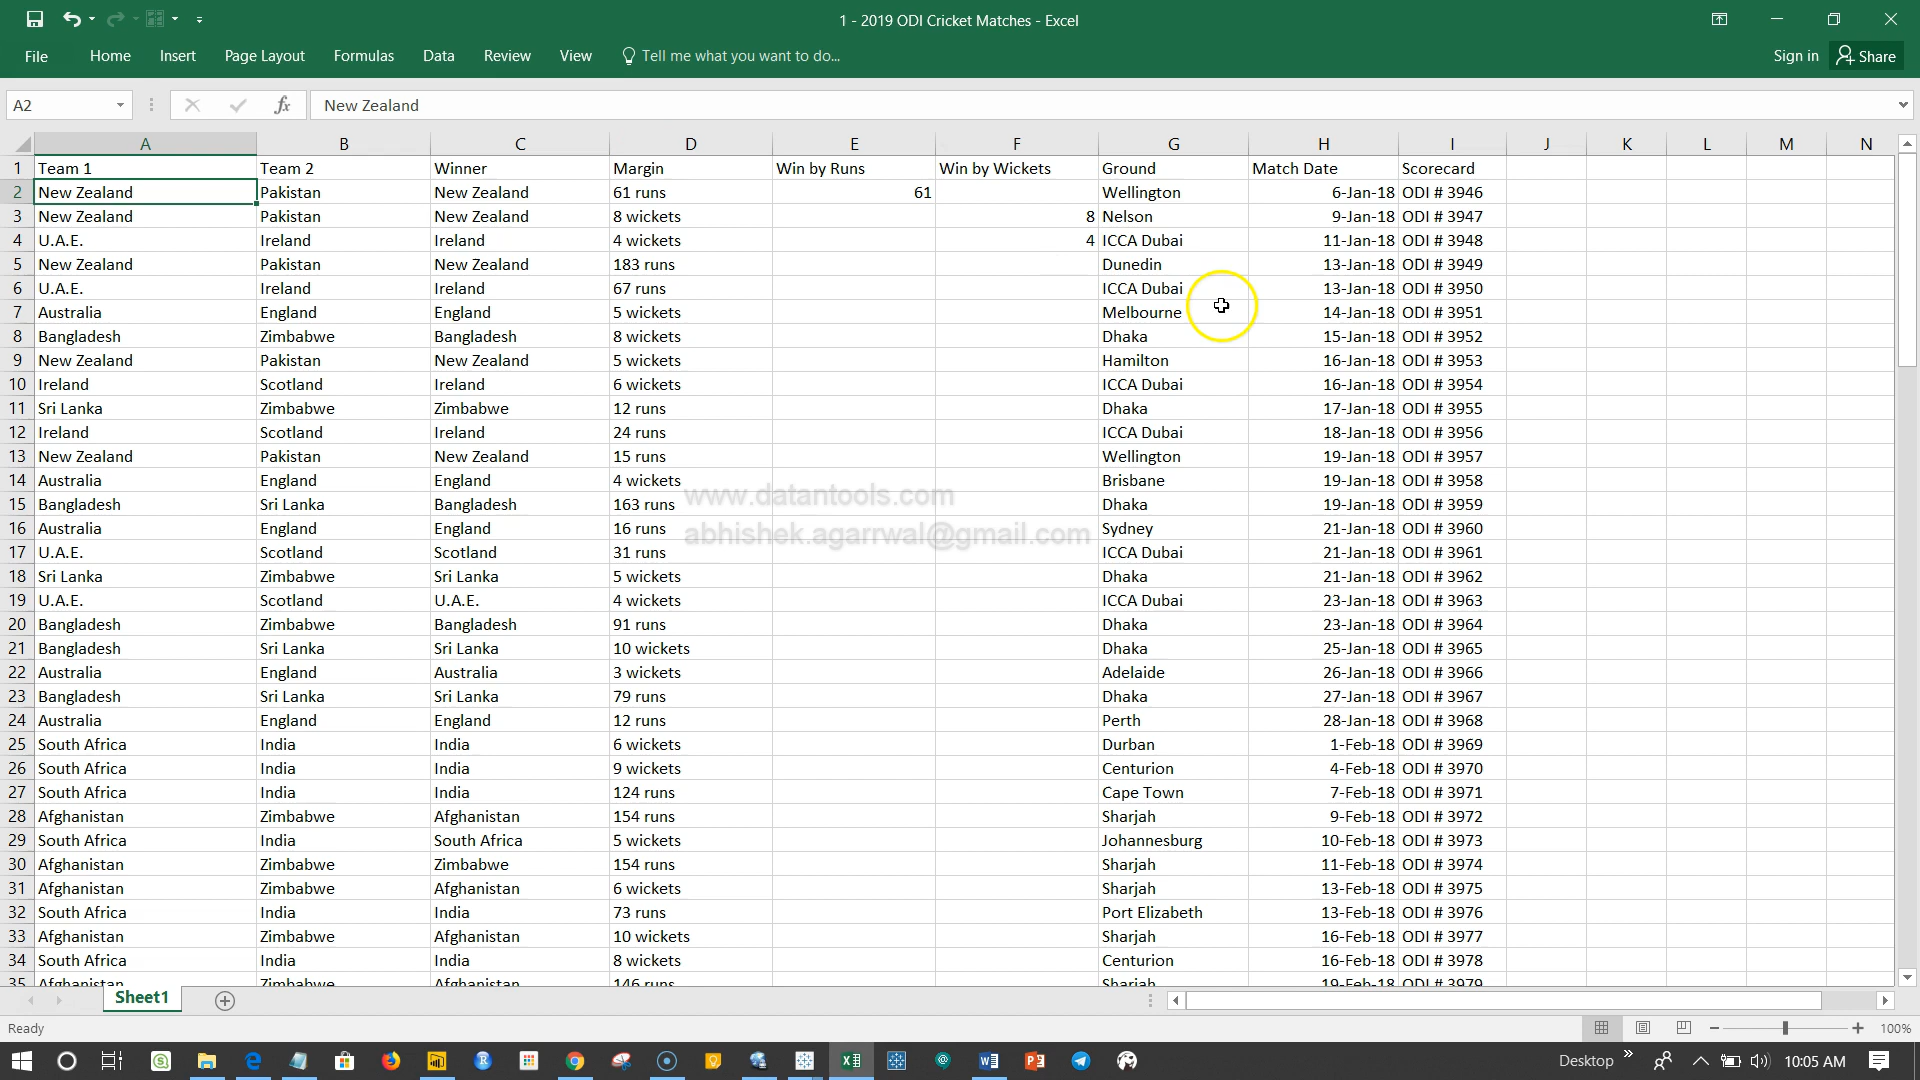 1 - 2019 ODI Cricket Matches - Excel
File Home Insert Page Layout Formulas Data Review View Tell me what you want to do... Sign in Share
A2 fx New Zealand
A B C D E F G H I J K L M N
1 Team 1 Team 2 Winner Margin Win by Runs Win by Wickets Ground Match Date Scorecard
2 New Zealand Pakistan New Zealand 61 runs 61 Wellington 6-Jan-18 ODI # 3946
3 New Zealand Pakistan New Zealand 8 wickets 8 Nelson 9-Jan-18 ODI # 3947
4 U.A.E. Ireland Ireland 4 wickets 4 ICCA Dubai 11-Jan-18 ODI # 3948
5 New Zealand Pakistan New Zealand 183 runs Dunedin 13-Jan-18 ODI # 3949
6 U.A.E. Ireland Ireland 67 runs ICCA Dubai 13-Jan-18 ODI # 3950
7 Australia England England 5 wickets Melbourne 14-Jan-18 ODI # 3951
8 Bangladesh Zimbabwe Bangladesh 8 wickets Dhaka 15-Jan-18 ODI # 3952
9 New Zealand Pakistan New Zealand 5 wickets Hamilton 16-Jan-18 ODI # 3953
10 Ireland Scotland Ireland 6 wickets ICCA Dubai 16-Jan-18 ODI # 3954
11 Sri Lanka Zimbabwe Zimbabwe 12 runs Dhaka 17-Jan-18 ODI # 3955
12 Ireland Scotland Ireland 24 runs ICCA Dubai 18-Jan-18 ODI # 3956
13 New Zealand Pakistan New Zealand 15 runs Wellington 19-Jan-18 ODI # 3957
14 Australia England England 4 wickets Brisbane 19-Jan-18 ODI # 3958
www.datantools.com
15 Bangladesh Sri Lanka Bangladesh 163 runs Dhaka 19-Jan-18 ODI # 3959
16 Australia England England 16 runs Sydney 21-Jan-18 ODI # 3960
abhishek.agarrwal@gmail.com
17 U.A.E. Scotland Scotland 31 runs ICCA Dubai 21-Jan-18 ODI # 3961
18 Sri Lanka Zimbabwe Sri Lanka 5 wickets Dhaka 21-Jan-18 ODI # 3962
19 U.A.E. Scotland U.A.E. 4 wickets ICCA Dubai 23-Jan-18 ODI # 3963
20 Bangladesh Zimbabwe Bangladesh 91 runs Dhaka 23-Jan-18 ODI # 3964
21 Bangladesh Sri Lanka Sri Lanka 10 wickets Dhaka 25-Jan-18 ODI # 3965
22 Australia England Australia 3 wickets Adelaide 26-Jan-18 ODI # 3966
23 Bangladesh Sri Lanka Sri Lanka 79 runs Dhaka 27-Jan-18 ODI # 3967
24 Australia England England 12 runs Perth 28-Jan-18 ODI # 3968
25 South Africa India India 6 wickets Durban 1-Feb-18 ODI # 3969
26 South Africa India India 9 wickets Centurion 4-Feb-18 ODI # 3970
27 South Africa India India 124 runs Cape Town 7-Feb-18 ODI # 3971
28 Afghanistan Zimbabwe Afghanistan 154 runs Sharjah 9-Feb-18 ODI # 3972
29 South Africa India South Africa 5 wickets Johannesburg 10-Feb-18 ODI # 3973
30 Afghanistan Zimbabwe Zimbabwe 154 runs Sharjah 11-Feb-18 ODI # 3974
31 Afghanistan Zimbabwe Afghanistan 6 wickets Sharjah 13-Feb-18 ODI # 3975
32 South Africa India India 73 runs Port Elizabeth 13-Feb-18 ODI # 3976
33 Afghanistan Zimbabwe Afghanistan 10 wickets Sharjah 16-Feb-18 ODI # 3977
34 South Africa India India 8 wickets Centurion 16-Feb-18 ODI # 3978
35 Afghanistan Zimbabwe Afghanistan 146 runs Sharjah 19-Feb-18 ODI # 3979
Sheet1
Ready 100%
Desktop 10:05 AM